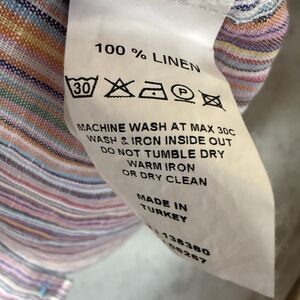 100 % LINEN
30 P
MACHINE WASH AT MAX 30C
WASH & IRON INSIDE OUT
DO NOT TUMBLE DRY
WARM IRON
OR DRY CLEAN
MADE IN
TURKEY